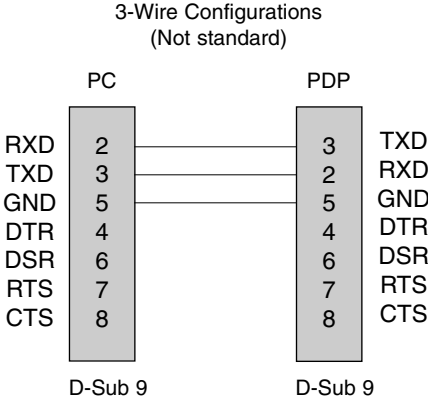 3-Wire Configurations
(Not standard)
PC PDP
RXD 2 3 TXD
TXD 3 2 RXD
GND 5 5 GND
DTR 4 4 DTR
DSR 6 6 DSR
RTS 7 7 RTS
CTS 8 8 CTS
D-Sub 9 D-Sub 9